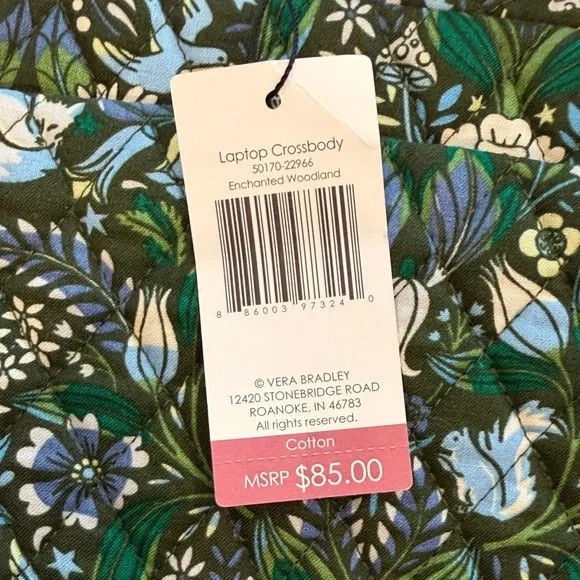 Laptop Crossbody
50170-22966
Enchanted Woodland
8 86003 97324 0
© VERA BRADLEY
12420 STONEBRIDGE ROAD
ROANOKE, IN 46783
All rights reserved.
Cotton
MSRP $85.00